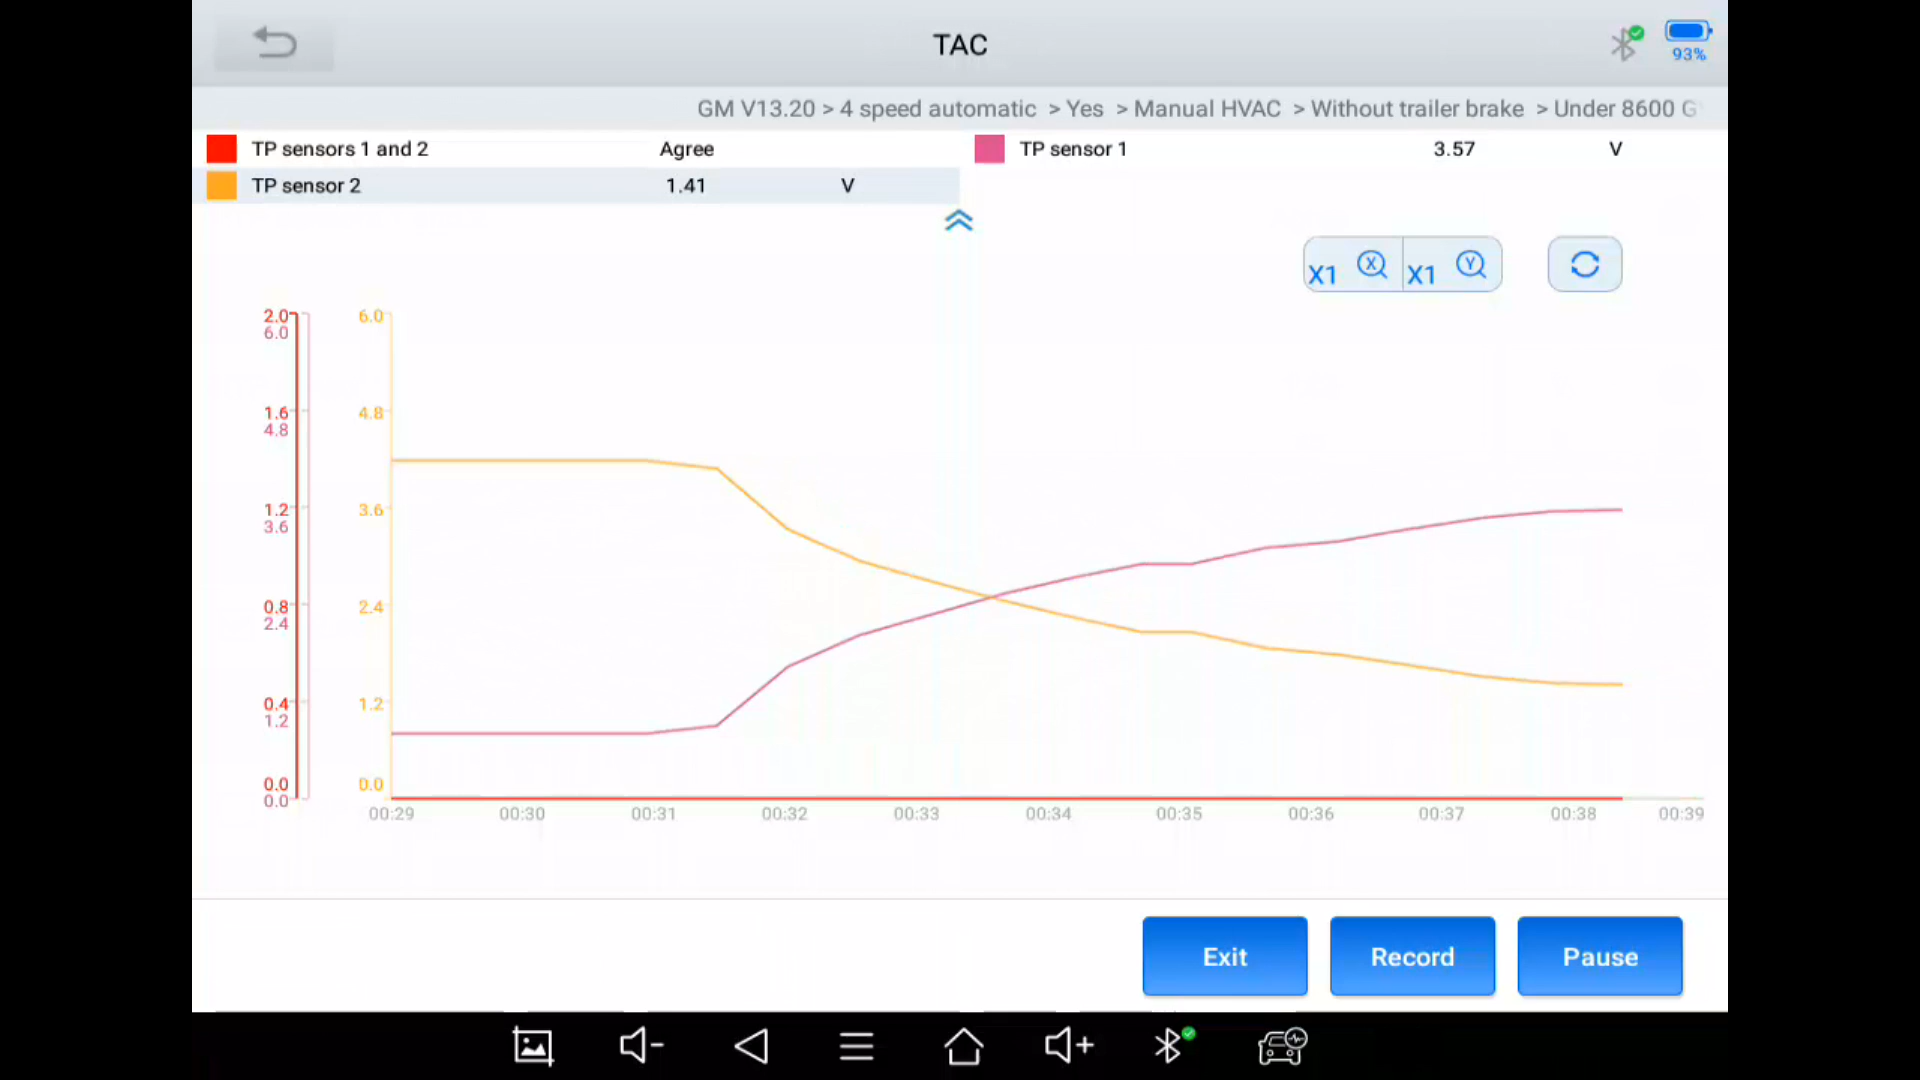 TAC
93%
GM V13.20 > 4 speed automatic > Yes > Manual HVAC > Without trailer brake > Under 8600 G
TP sensors 1 and 2 Agree
TP sensor 1 3.57 V
TP sensor 2 1.41 V
X1 X X1 Y
2.0 6.0
6.0
1.6 4.8
4.8
1.2 3.6
3.6
0.8 2.4
2.4
0.4 1.2
1.2
0.0 0.0
0.0
00:29 00:30 00:31 00:32 00:33 00:34 00:35 00:36 00:37 00:38 00:39
Exit Record Pause